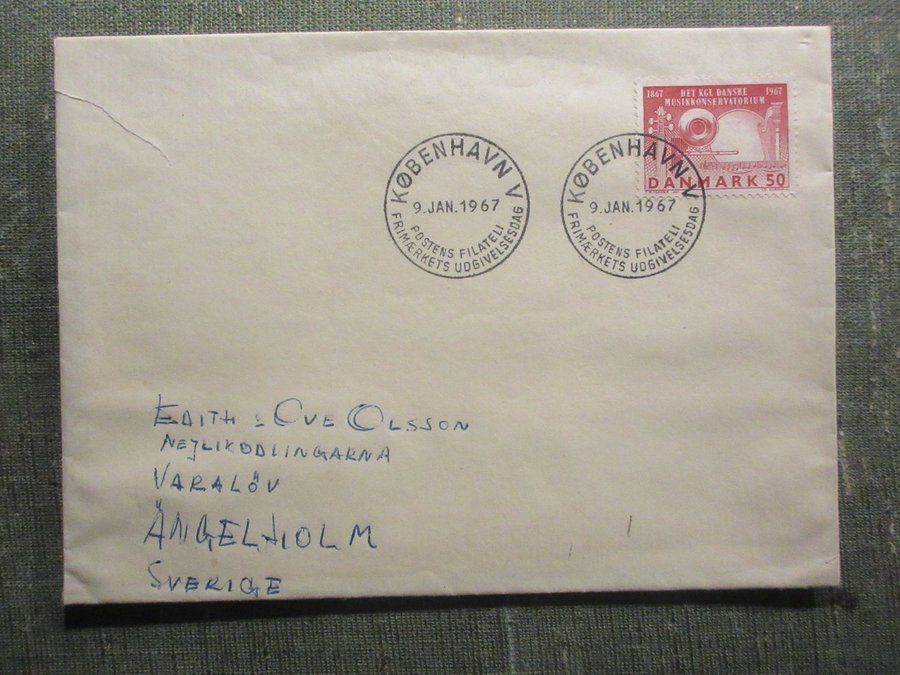 1867 DET KGL. DANSKE 1967
MUSIKKONSERVATORIUM
DANMARK 50
KØBENHAVN V
9.JAN.1967
POSTENS FILATELI
FRIMÆRKETS UDGIVELSESDAG
KØBENHAVN V
9.JAN.1967
POSTENS FILATELI
FRIMÆRKETS UDGIVELSESDAG
EDITH & OVE OLSSON
NEJLIKODLINGARNA
VARALÖV
ÄNGELHOLM
SVERIGE